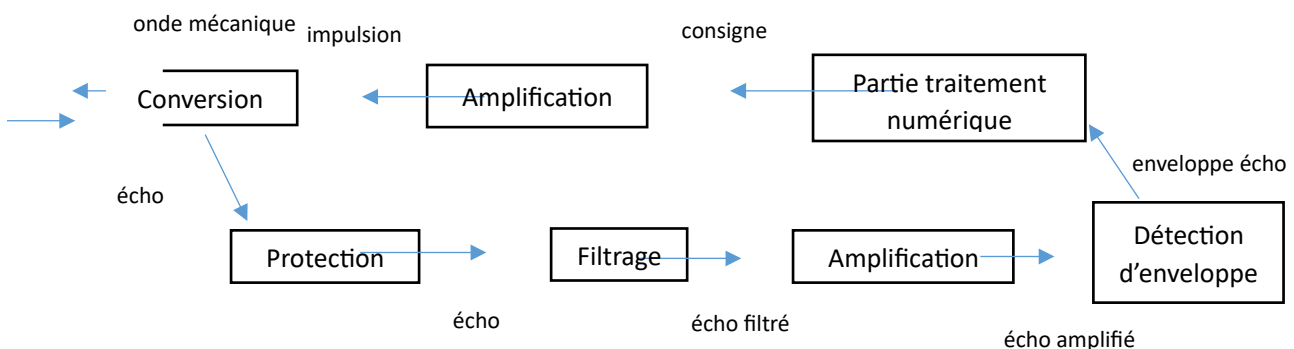 onde mécanique
impulsion
consigne
Conversion
Amplification
Partie traitement
numérique
enveloppe écho
écho
Protection
Filtrage
Amplification
Détection
d’enveloppe
écho
écho filtré
écho amplifié